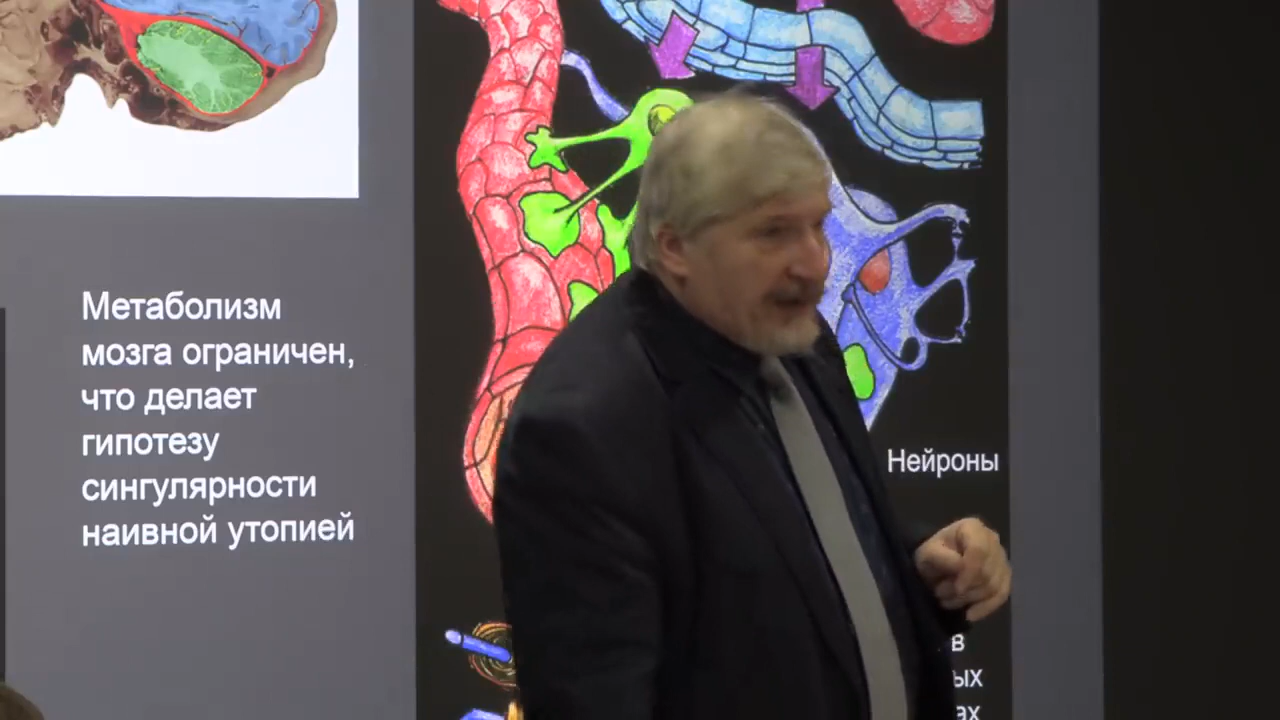 Метаболизм
мозга ограничен,
что делает
гипотезу
сингулярности
наивной утопией
Нейроны